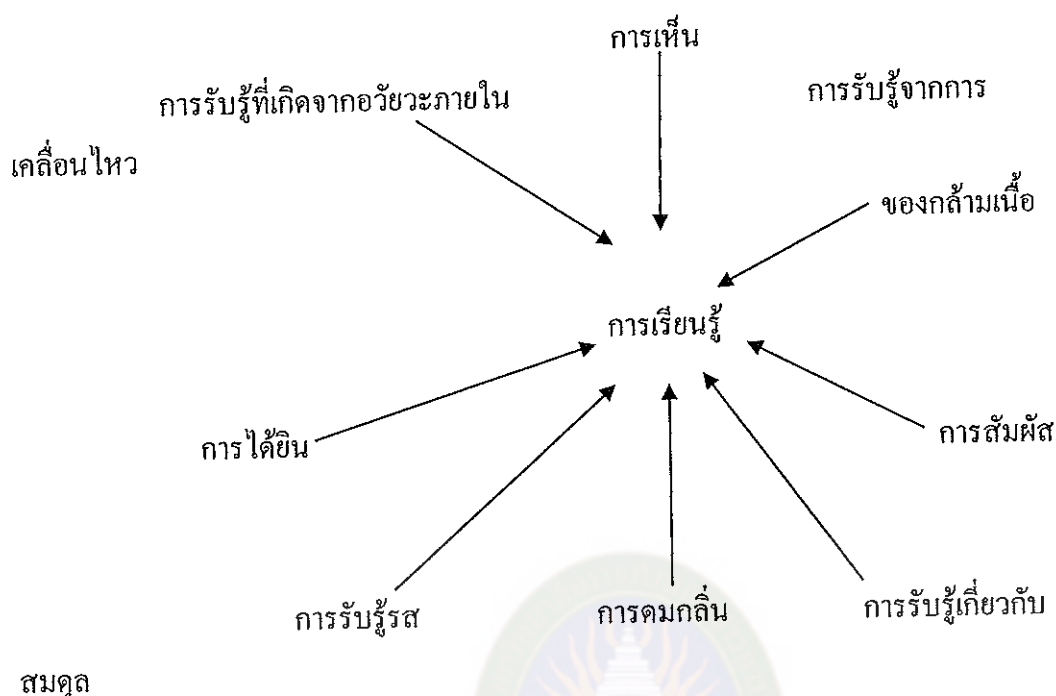 การเห็น
การรับรู้ที่เกิดจากอวัยวะภายใน
การรับรู้จากการ
เคลื่อนไหว
ของกล้ามเนื้อ
การเรียนรู้
การได้ยิน
การสัมผัส
การรับรู้รส
การดมกลิ่น
การรับรู้เกี่ยวกับ
สมดุล